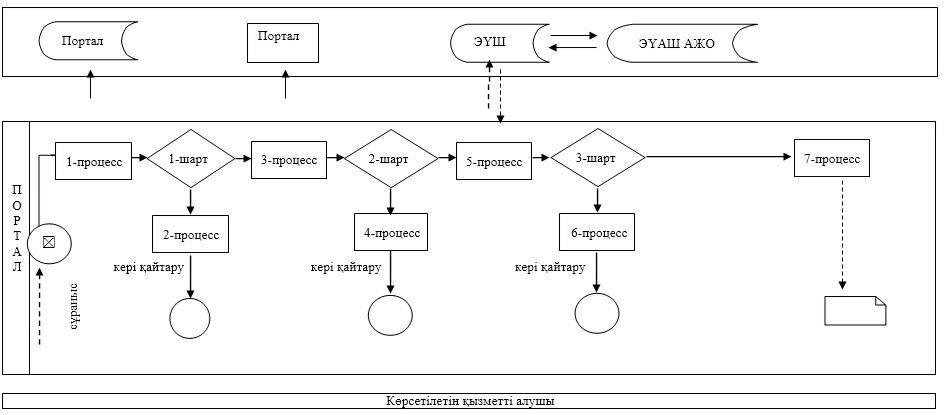 Портал
Портал
ЭҮШ
ЭҮАШ АЖО
ПОРТАЛ
1-процесс
1-шарт
3-процесс
2-шарт
5-процесс
3-шарт
7-процесс
2-процесс
4-процесс
6-процесс
кері қайтару
кері қайтару
кері қайтару
сұраныс
Көрсетілетін қызметті алушы